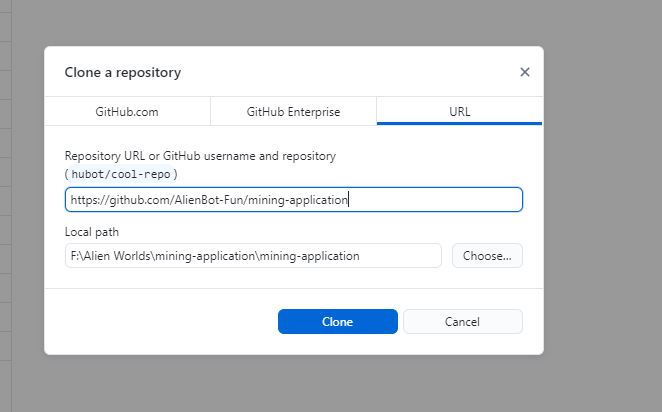 Clone a repository
GitHub.com
GitHub Enterprise
URL
Repository URL or GitHub username and repository
(hubot/cool-repo)
https://github.com/AlienBot-Fun/mining-application
Local path
F:\Alien Worlds\mining-application\mining-application
Choose...
Clone
Cancel